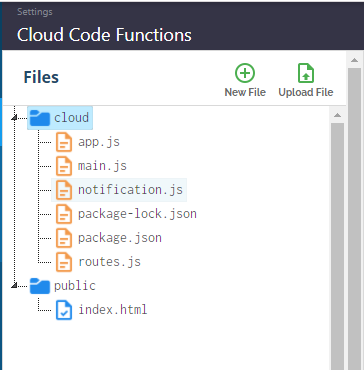 Settings
Cloud Code Functions
Files
New File
Upload File
cloud
app.js
main.js
notification.js
package-lock.json
package.json
routes.js
public
index.html